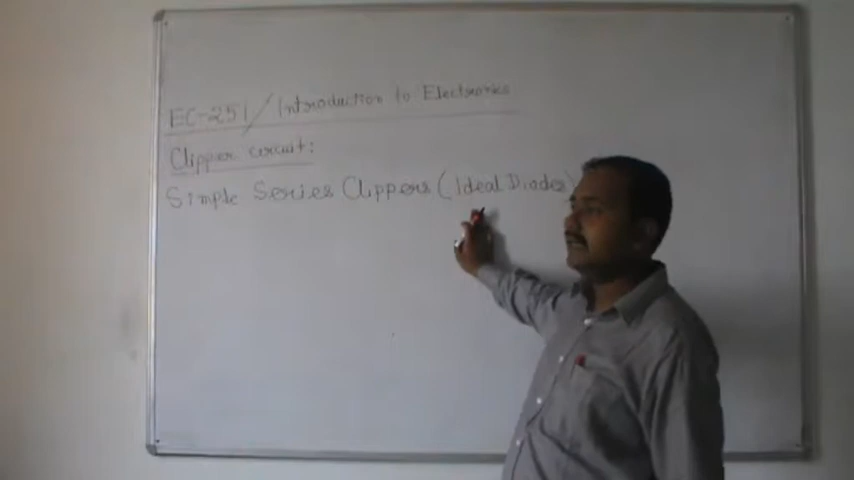 EC-251/Introduction to Electronics
Clipper circuit:
Simple Series Clippers (Ideal Diodes)